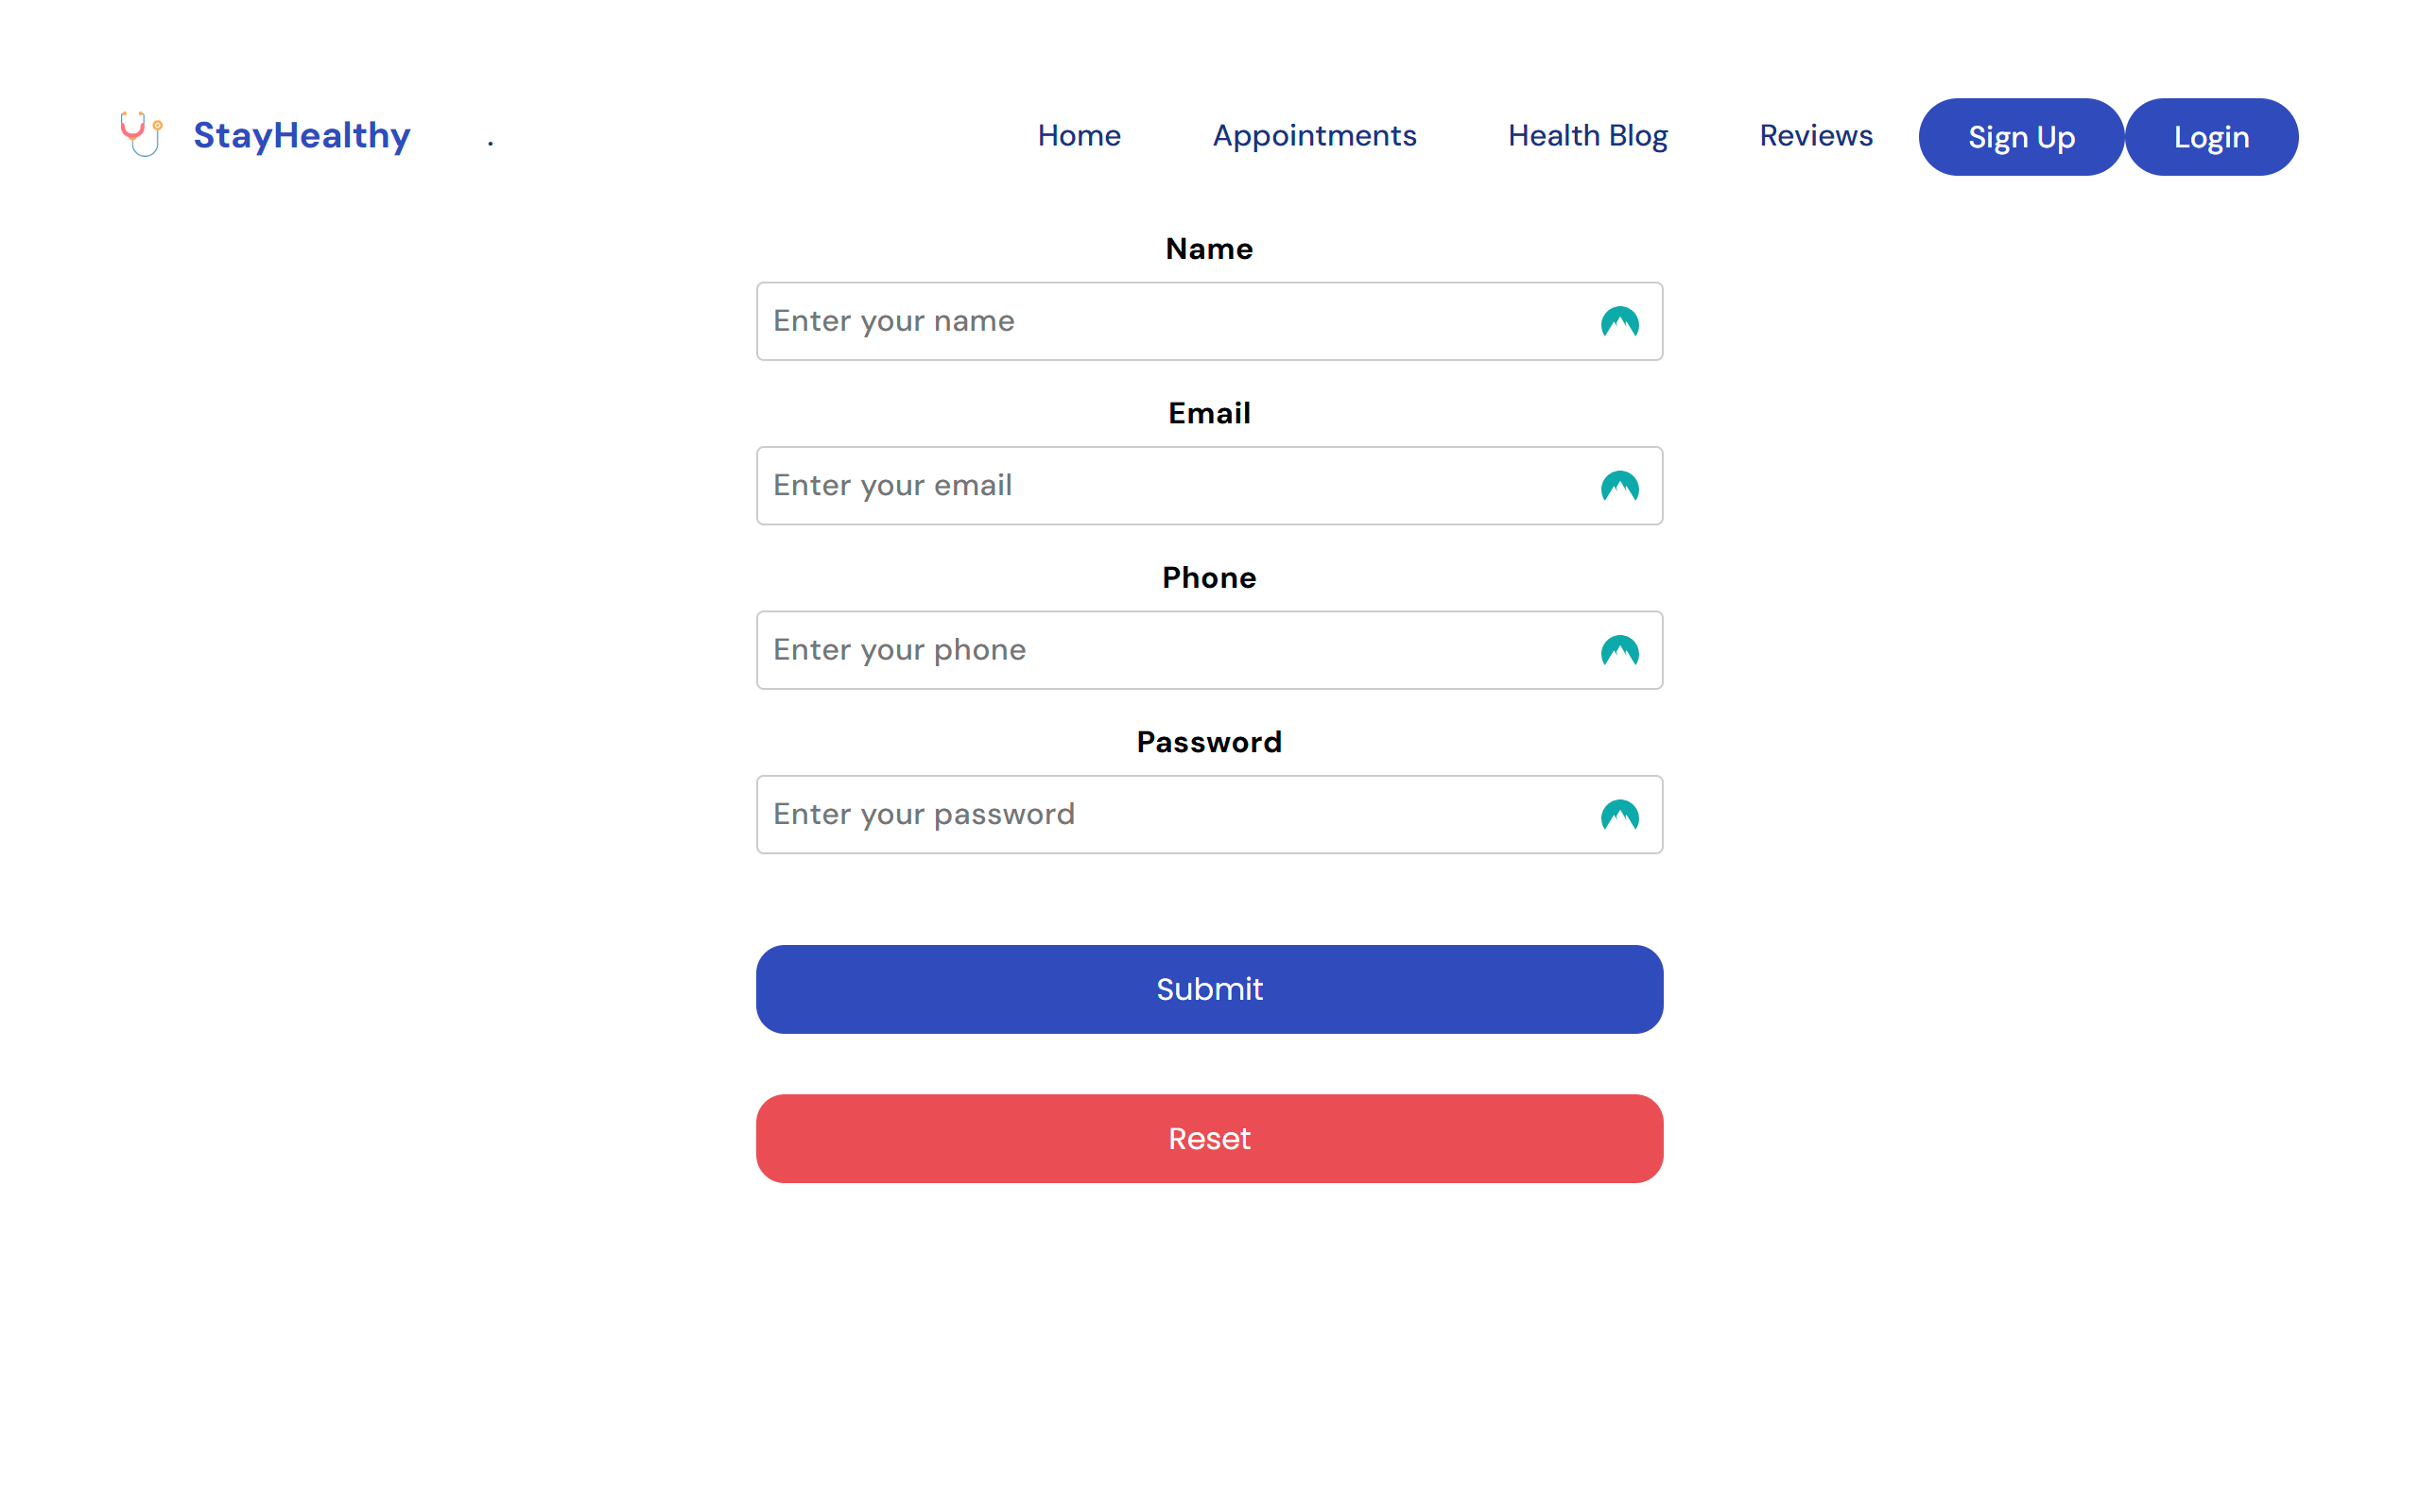 StayHealthy .
Home Appointments Health Blog Reviews Sign Up Login
Name
Enter your name
Email
Enter your email
Phone
Enter your phone
Password
Enter your password
Submit
Reset